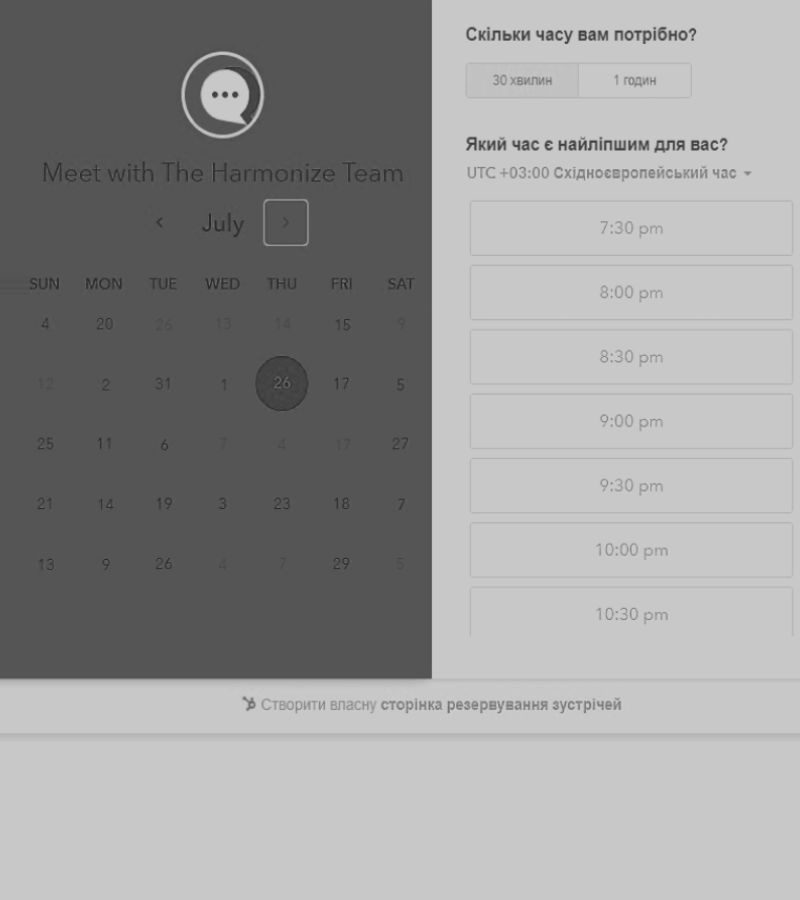 Meet with The Harmonize Team
July
SUN MON TUE WED THU FRI SAT
4 20 26 13 14 15 9
12 2 31 1 26 17 5
25 11 6 7 4 17 27
21 14 19 3 23 18 7
13 9 26 4 7 29 5
Скільки часу вам потрібно?
30 хвилин 1 годин
Який час є найліпшим для вас?
UTC +03:00 Східноєвропейський час
7:30 pm
8:00 pm
8:30 pm
9:00 pm
9:30 pm
10:00 pm
10:30 pm
Створити власну сторінка резервування зустрічей